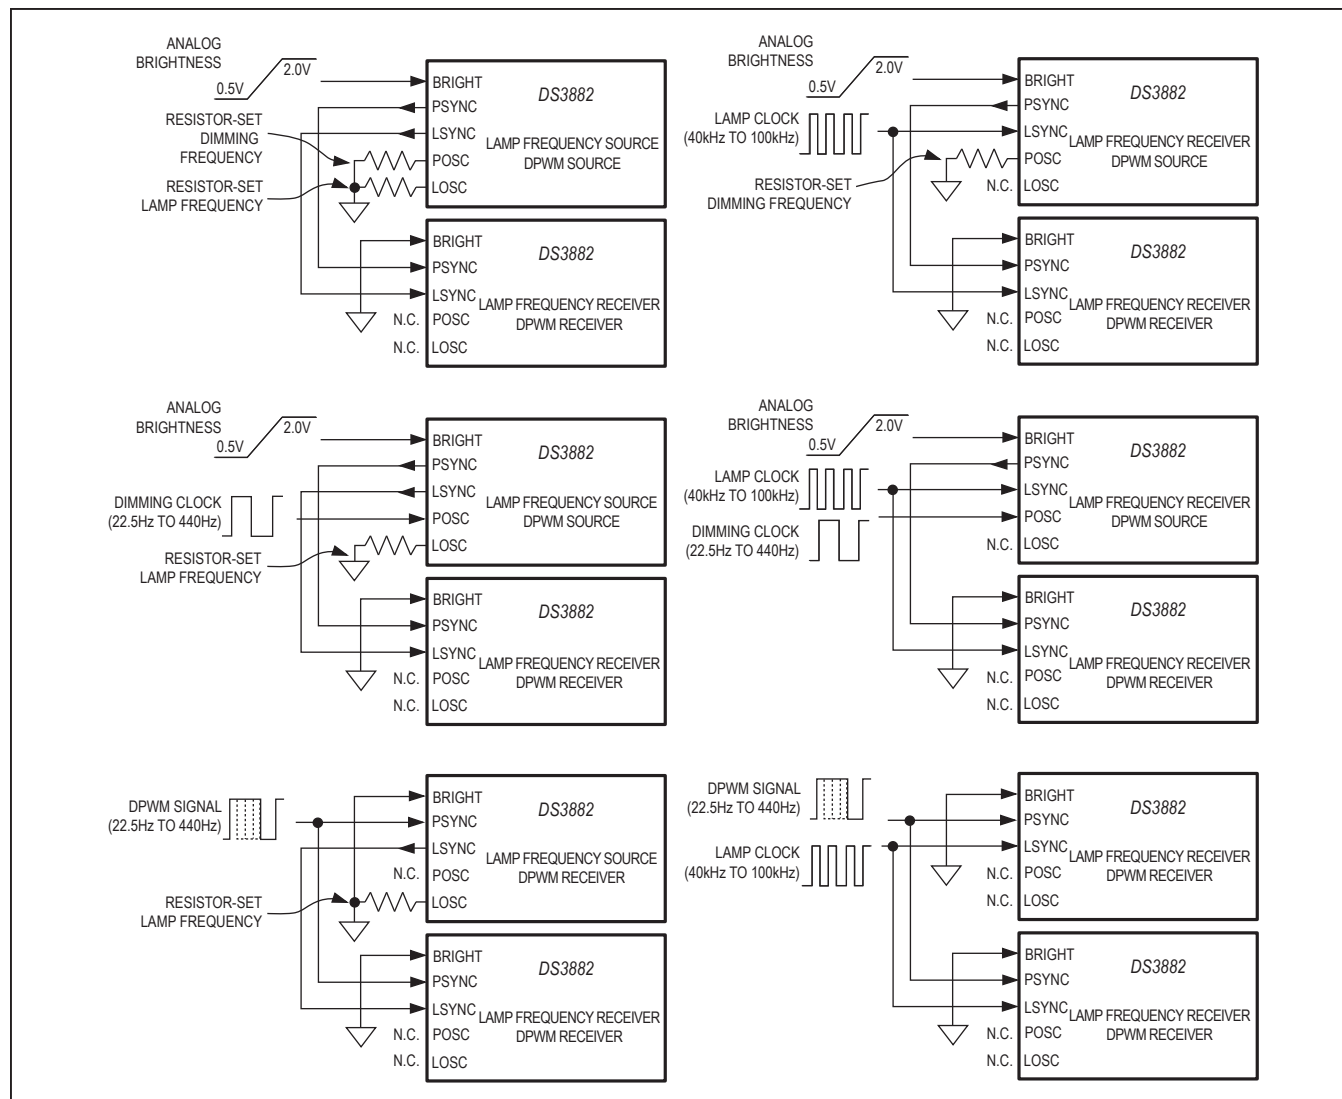 ANALOG
BRIGHTNESS
0.5V
2.0V
RESISTOR-SET
DIMMING
FREQUENCY
RESISTOR-SET
LAMP FREQUENCY
BRIGHT
PSYNC
LSYNC
POSC
LOSC
DS3882
LAMP FREQUENCY SOURCE
DPWM SOURCE
BRIGHT
PSYNC
LSYNC
N.C. POSC
N.C. LOSC
DS3882
LAMP FREQUENCY RECEIVER
DPWM RECEIVER
ANALOG
BRIGHTNESS
0.5V
2.0V
LAMP CLOCK
(40kHz TO 100kHz)
RESISTOR-SET
DIMMING FREQUENCY
BRIGHT
PSYNC
LSYNC
POSC
N.C. LOSC
DS3882
LAMP FREQUENCY RECEIVER
DPWM SOURCE
BRIGHT
PSYNC
LSYNC
N.C. POSC
N.C. LOSC
DS3882
LAMP FREQUENCY RECEIVER
DPWM RECEIVER
ANALOG
BRIGHTNESS
0.5V
2.0V
DIMMING CLOCK
(22.5Hz TO 440Hz)
RESISTOR-SET
LAMP FREQUENCY
BRIGHT
PSYNC
LSYNC
POSC
LOSC
DS3882
LAMP FREQUENCY SOURCE
DPWM SOURCE
BRIGHT
PSYNC
LSYNC
N.C. POSC
N.C. LOSC
DS3882
LAMP FREQUENCY RECEIVER
DPWM RECEIVER
ANALOG
BRIGHTNESS
0.5V
2.0V
LAMP CLOCK
(40kHz TO 100kHz)
DIMMING CLOCK
(22.5Hz TO 440Hz)
BRIGHT
PSYNC
LSYNC
POSC
N.C. LOSC
DS3882
LAMP FREQUENCY RECEIVER
DPWM SOURCE
BRIGHT
PSYNC
LSYNC
N.C. POSC
N.C. LOSC
DS3882
LAMP FREQUENCY RECEIVER
DPWM RECEIVER
DPWM SIGNAL
(22.5Hz TO 440Hz)
RESISTOR-SET
LAMP FREQUENCY
BRIGHT
PSYNC
LSYNC
N.C. POSC
LOSC
DS3882
LAMP FREQUENCY SOURCE
DPWM RECEIVER
BRIGHT
PSYNC
LSYNC
N.C. POSC
N.C. LOSC
DS3882
LAMP FREQUENCY RECEIVER
DPWM RECEIVER
DPWM SIGNAL
(22.5Hz TO 440Hz)
LAMP CLOCK
(40kHz TO 100kHz)
BRIGHT
PSYNC
LSYNC
N.C. POSC
N.C. LOSC
DS3882
LAMP FREQUENCY RECEIVER
DPWM RECEIVER
BRIGHT
PSYNC
LSYNC
N.C. POSC
N.C. LOSC
DS3882
LAMP FREQUENCY RECEIVER
DPWM RECEIVER